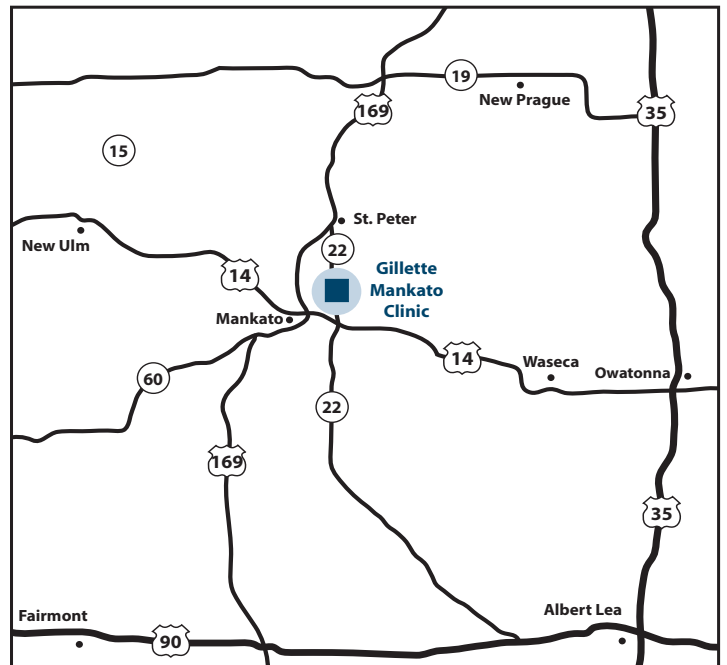 19
New Prague
169
35
15
St. Peter
New Ulm
22
14
Gillette
Mankato
Clinic
Mankato
14
Waseca
Owatonna
60
22
169
35
Fairmont
Albert Lea
90